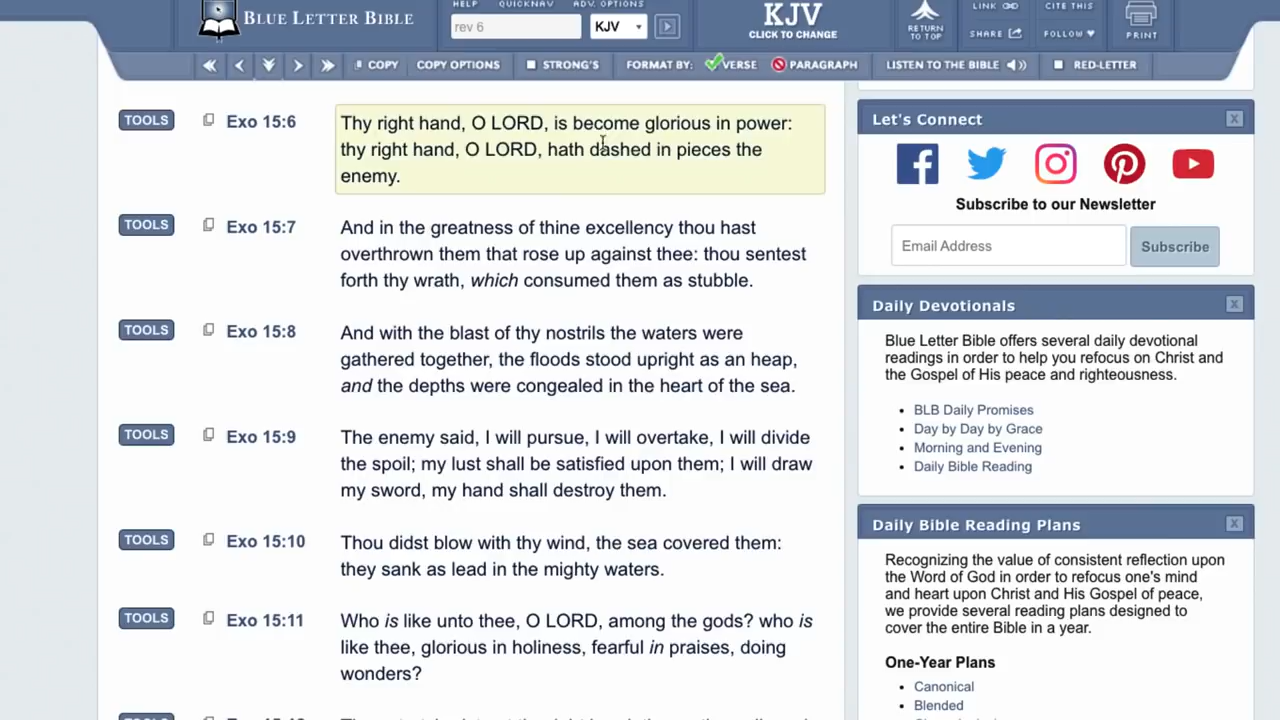 BLUE LETTER BIBLE
HELP QUICKNAV ADV. OPTIONS
rev 6
KJV
KJV
CLICK TO CHANGE
RETURN
TO TOP
LINK
CITE THIS
SHARE
FOLLOW
PRINT
COPY COPY OPTIONS STRONG'S FORMAT BY: VERSE PARAGRAPH LISTEN TO THE BIBLE RED-LETTER
TOOLS Exo 15:6 Thy right hand, O LORD, is become glorious in power:
thy right hand, O LORD, hath dashed in pieces the
enemy.
TOOLS Exo 15:7 And in the greatness of thine excellency thou hast
overthrown them that rose up against thee: thou sentest
forth thy wrath, which consumed them as stubble.
TOOLS Exo 15:8 And with the blast of thy nostrils the waters were
gathered together, the floods stood upright as an heap,
and the depths were congealed in the heart of the sea.
TOOLS Exo 15:9 The enemy said, I will pursue, I will overtake, I will divide
the spoil; my lust shall be satisfied upon them; I will draw
my sword, my hand shall destroy them.
TOOLS Exo 15:10 Thou didst blow with thy wind, the sea covered them:
they sank as lead in the mighty waters.
TOOLS Exo 15:11 Who is like unto thee, O LORD, among the gods? who is
like thee, glorious in holiness, fearful in praises, doing
wonders?
Let's Connect
Subscribe to our Newsletter
Email Address Subscribe
Daily Devotionals
Blue Letter Bible offers several daily devotional
readings in order to help you refocus on Christ and
the Gospel of His peace and righteousness.
• BLB Daily Promises
• Day by Day by Grace
• Morning and Evening
• Daily Bible Reading
Daily Bible Reading Plans
Recognizing the value of consistent reflection upon
the Word of God in order to refocus one's mind
and heart upon Christ and His Gospel of peace,
we provide several reading plans designed to
cover the entire Bible in a year.
One-Year Plans
• Canonical
• Blended